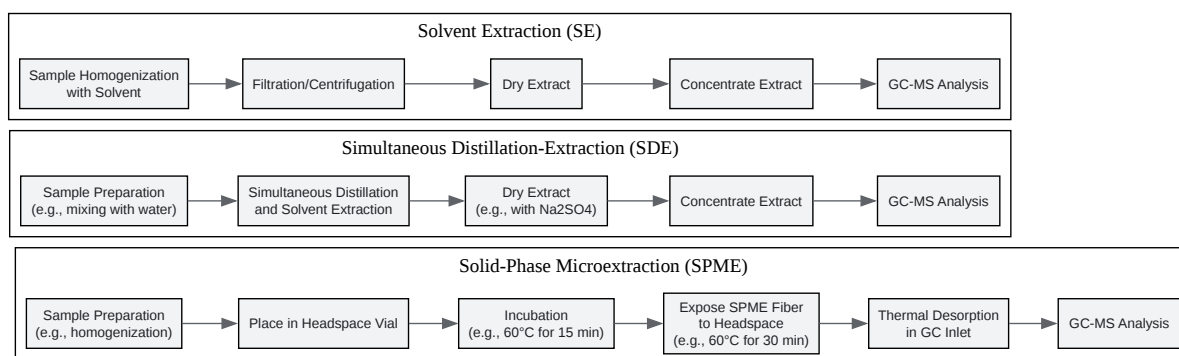 Solvent Extraction (SE)
Sample Homogenization
with Solvent
Filtration/Centrifugation
Dry Extract
Concentrate Extract
GC-MS Analysis
Simultaneous Distillation-Extraction (SDE)
Sample Preparation
(e.g., mixing with water)
Simultaneous Distillation
and Solvent Extraction
Dry Extract
(e.g., with Na2SO4)
Concentrate Extract
GC-MS Analysis
Solid-Phase Microextraction (SPME)
Sample Preparation
(e.g., homogenization)
Place in Headspace Vial
Incubation
(e.g., 60°C for 15 min)
Expose SPME Fiber
to Headspace
(e.g., 60°C for 30 min)
Thermal Desorption
in GC Inlet
GC-MS Analysis